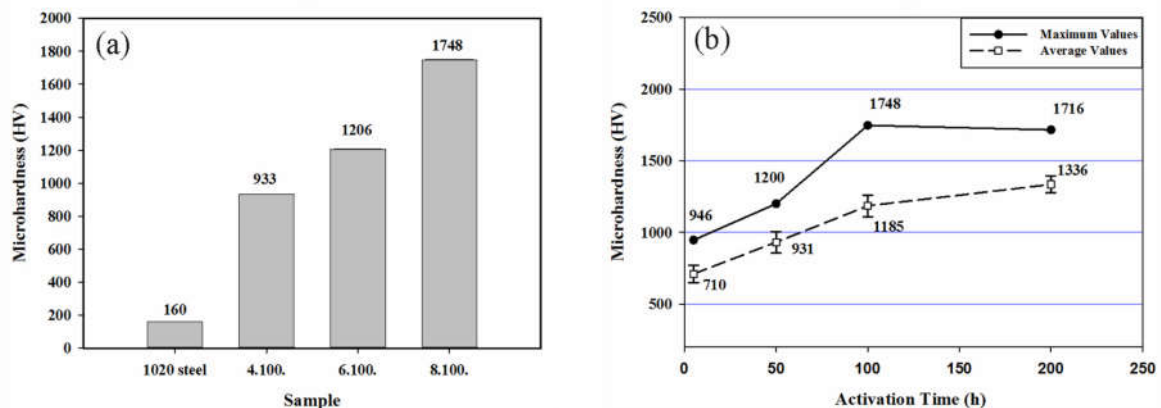 (a)
Microhardness (HV)
2000
1800
1600
1400
1200
1000
800
600
400
200
0
160
933
1206
1748
1020 steel 4.100. 6.100. 8.100.
Sample
(b)
Microhardness (HV)
2500
2000
1500
1000
500
Maximum Values
Average Values
946
1200
1748
1716
710
931
1185
1336
0 50 100 150 200 250
Activation Time (h)